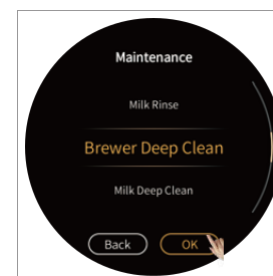 Maintenance
Milk Rinse
Brewer Deep Clean
Milk Deep Clean
Back OK